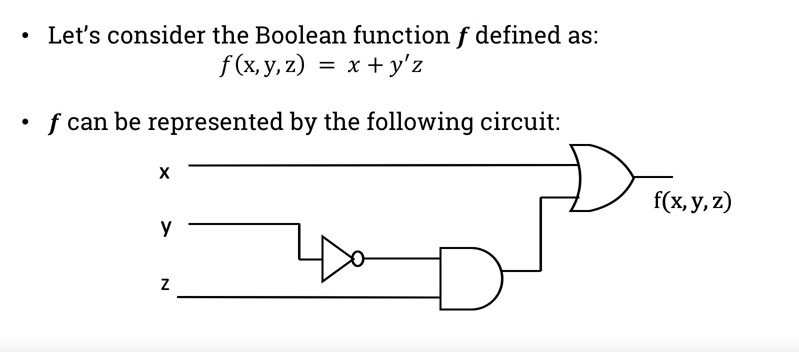 • Let's consider the Boolean function f defined as:
f(x, y, z) = x + y'z
• f can be represented by the following circuit:
x
f(x, y, z)
y
z